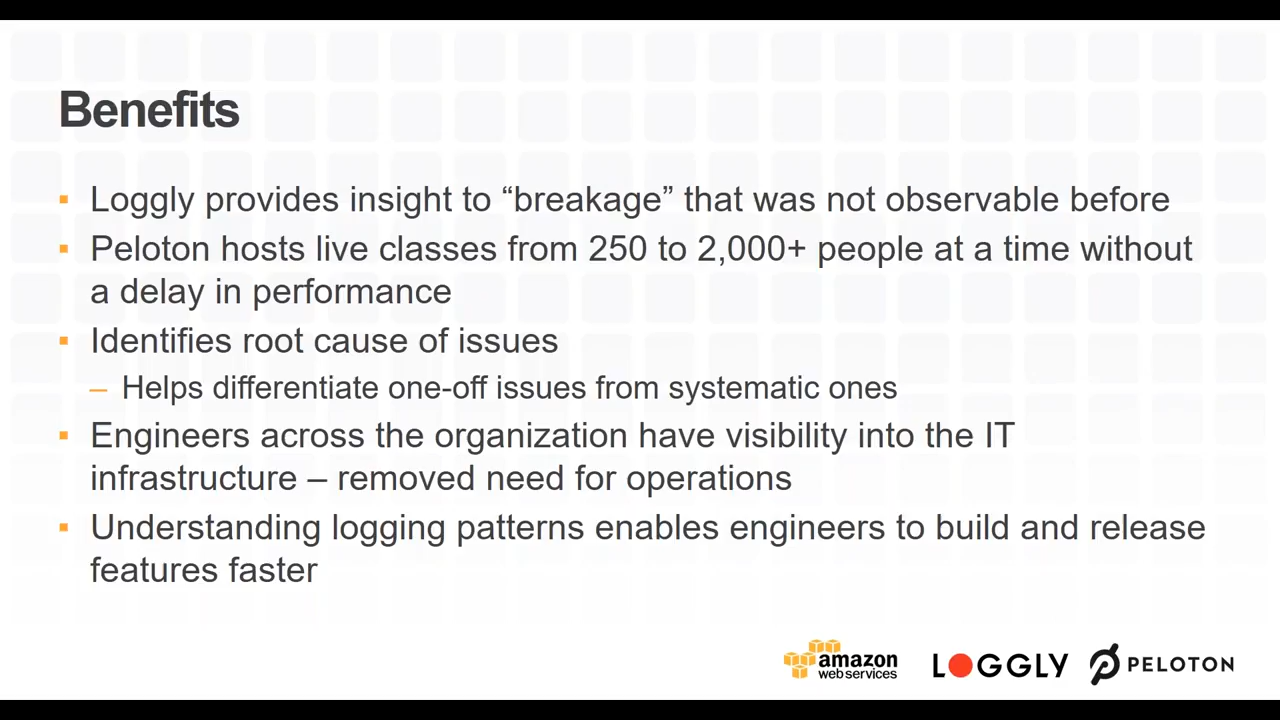 Benefits
▪ Loggly provides insight to “breakage” that was not observable before
▪ Peloton hosts live classes from 250 to 2,000+ people at a time without
a delay in performance
▪ Identifies root cause of issues
– Helps differentiate one-off issues from systematic ones
▪ Engineers across the organization have visibility into the IT
infrastructure – removed need for operations
▪ Understanding logging patterns enables engineers to build and release
features faster
amazon
webservices
LOGGLY
PELOTON